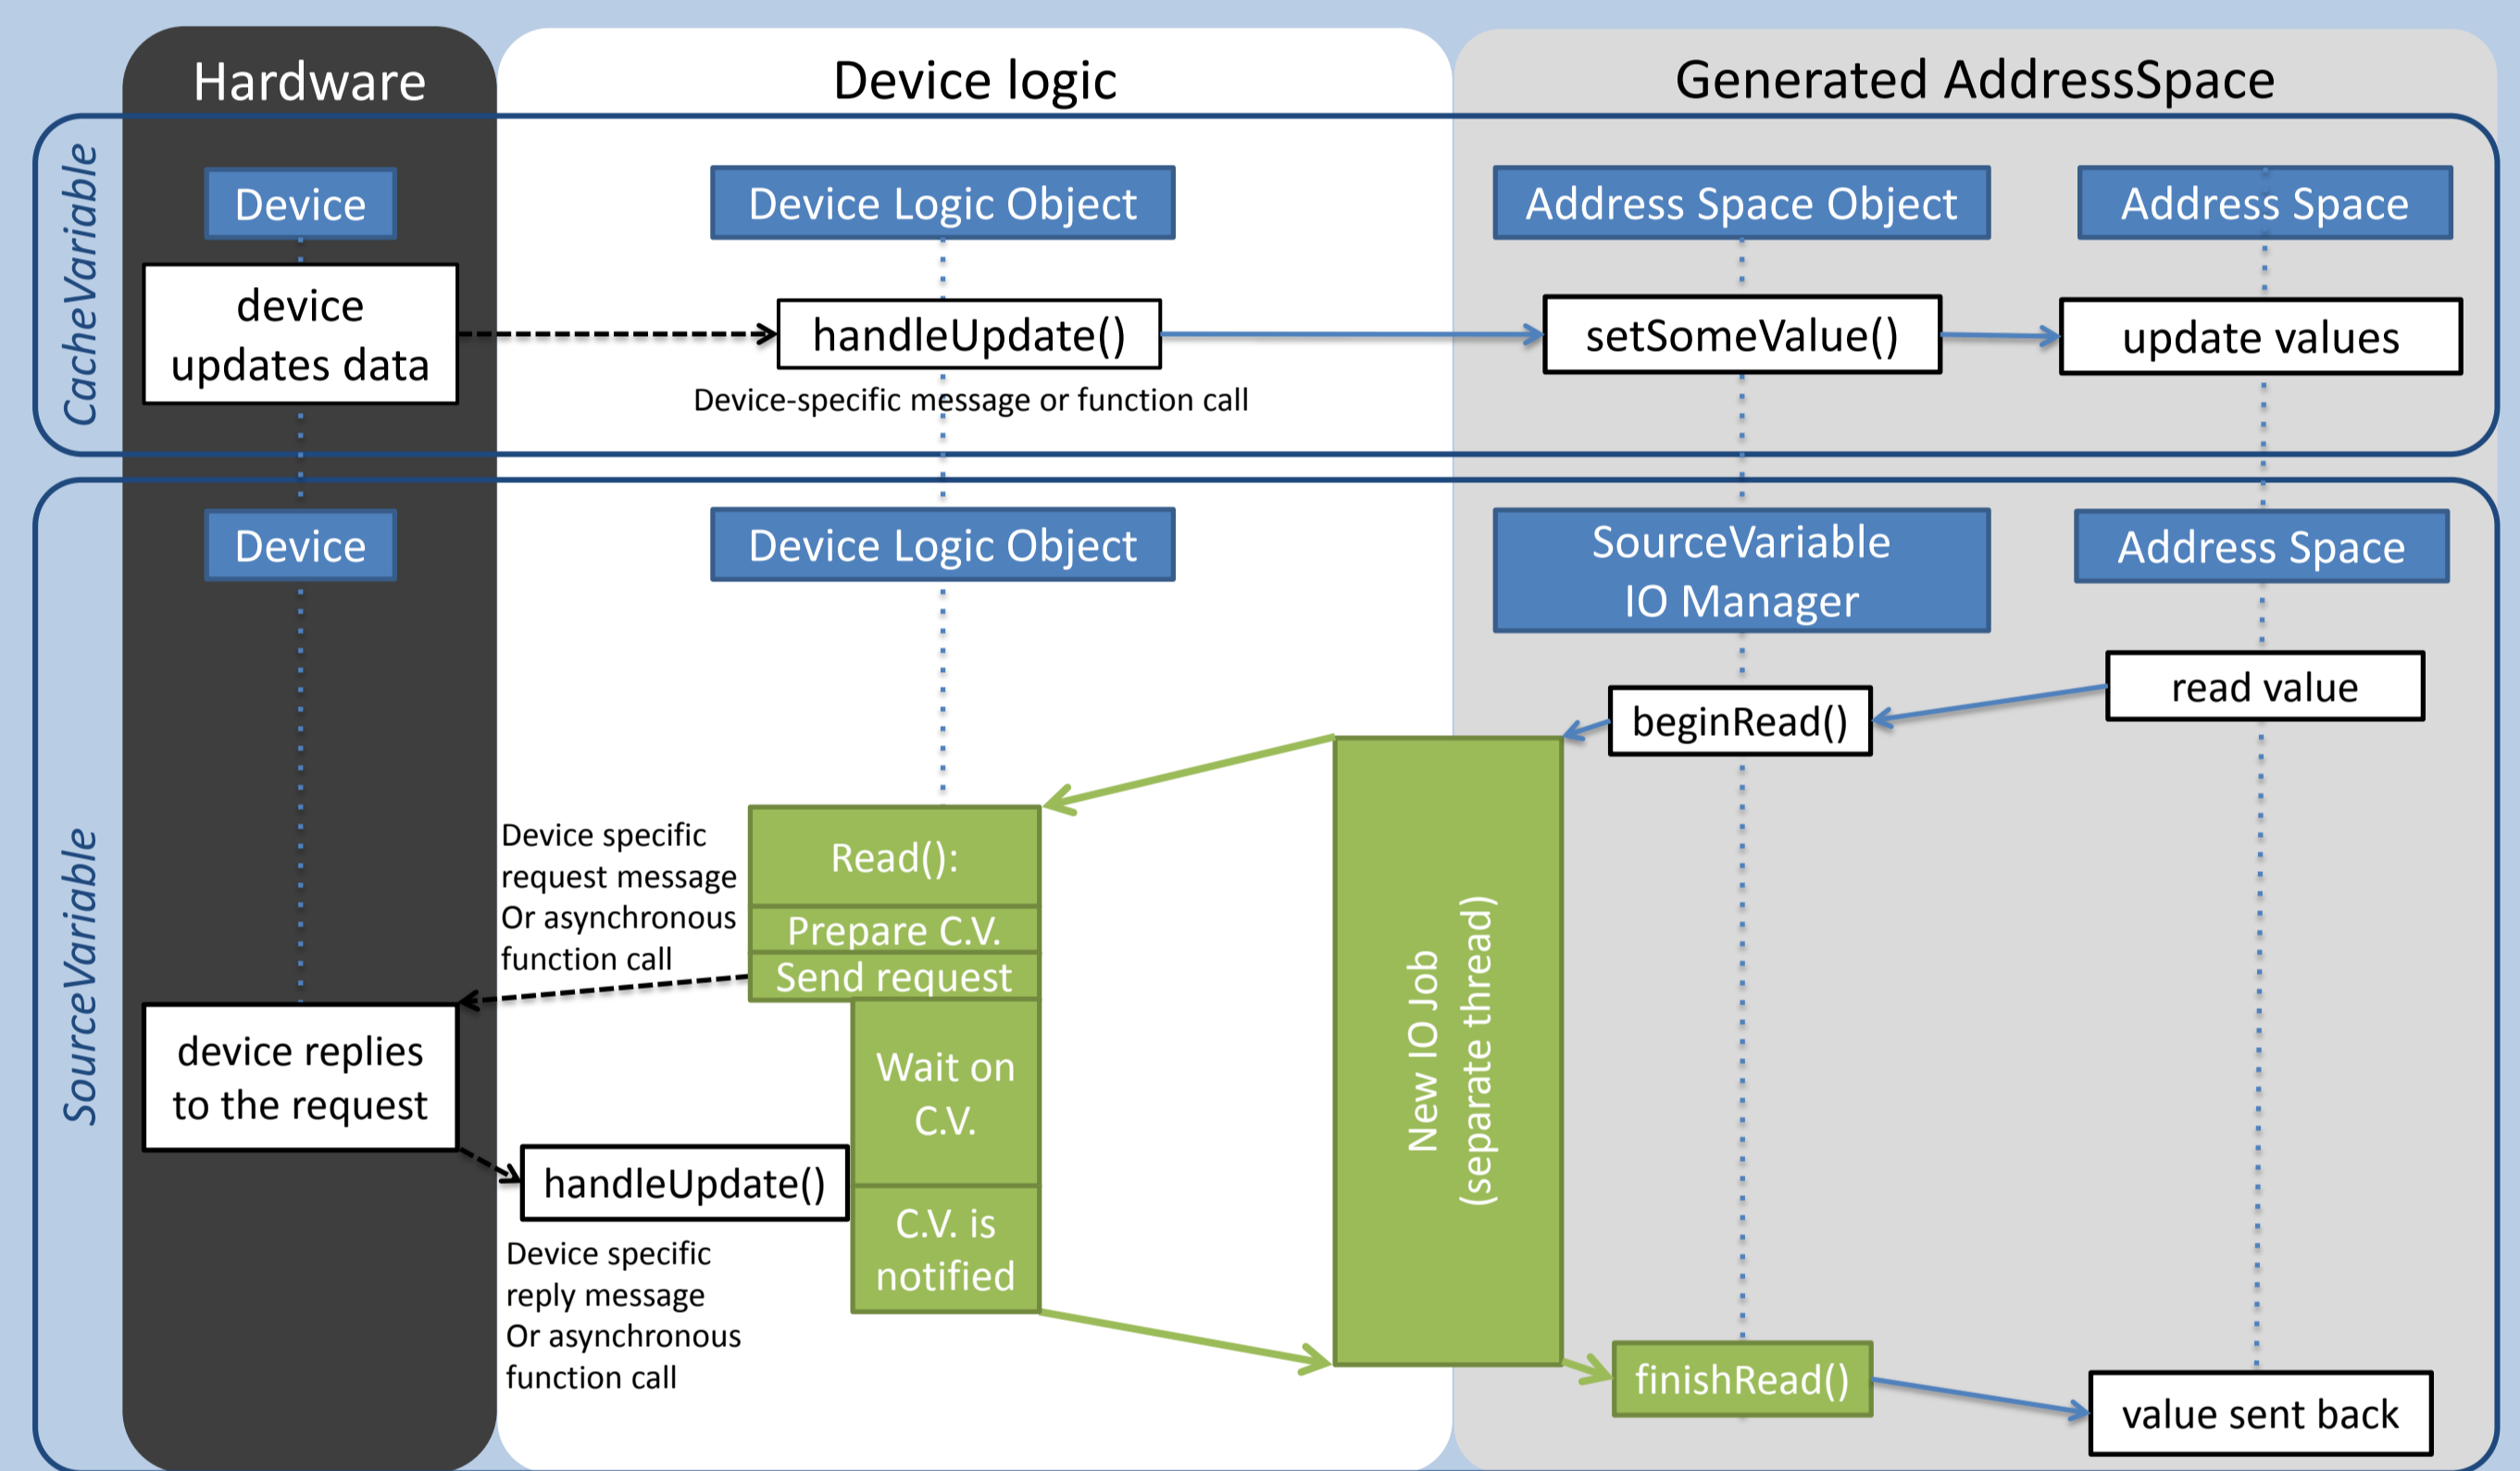 Hardware
Device logic
Generated AddressSpace
CacheVariable
Device
Device Logic Object
Address Space Object
Address Space
device
updates data
handleUpdate()
setSomeValue()
update values
Device-specific message or function call
SourceVariable
Device
Device Logic Object
SourceVariable
IO Manager
Address Space
read value
beginRead()
New IO Job
(separate thread)
Read():
Prepare C.V.
Send request
Device specific
request message
Or asynchronous
function call
device replies
to the request
Wait on
C.V.
handleUpdate()
C.V. is
notified
Device specific
reply message
Or asynchronous
function call
finishRead()
value sent back